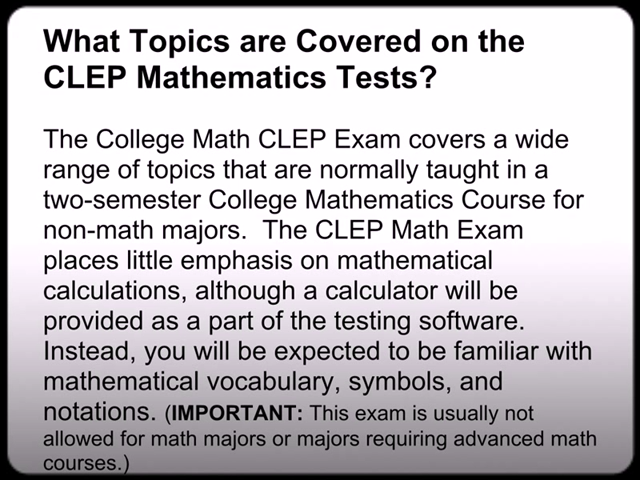 What Topics are Covered on the
CLEP Mathematics Tests?
The College Math CLEP Exam covers a wide
range of topics that are normally taught in a
two-semester College Mathematics Course for
non-math majors.  The CLEP Math Exam
places little emphasis on mathematical
calculations, although a calculator will be
provided as a part of the testing software.
Instead, you will be expected to be familiar with
mathematical vocabulary, symbols, and
notations. (IMPORTANT: This exam is usually not
allowed for math majors or majors requiring advanced math
courses.)